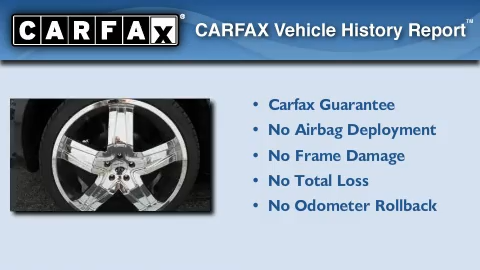 CARFAX® CARFAX Vehicle History Report™
• Carfax Guarantee
• No Airbag Deployment
• No Frame Damage
• No Total Loss
• No Odometer Rollback